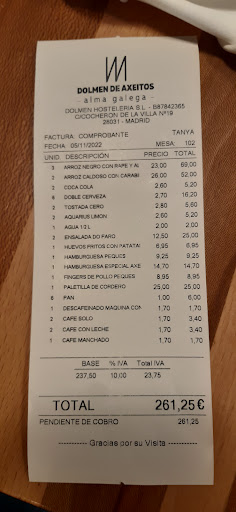 DOLMEN DE AXEITOS
- alma galega -
DOLMEN HOSTELERIA S.L - B87842365
C/COCHERON DE LA VILLA Nº19
28031 - MADRID
FACTURA: COMPROBANTE TANYA
FECHA 05/11/2022 MESA: 102
UNID. DESCRIPCIÓN PRECIO TOTAL
3 ARROZ NEGRO CON RAPE Y AL 23,00 69,00
2 ARROZ CALDOSO CON CARABI 26,00 52,00
2 COCA COLA 2,60 5,20
6 DOBLE CERVEZA 2,70 16,20
2 TOSTADA CERO 2,80 5,60
2 AQUARIUS LIMON 2,60 5,20
1 AGUA 1/2 L 2,00
2 ENSALADA DO FARO 12,50 25,00
1 HUEVOS FRITOS CON PATATA 6,95 6,95
1 HAMBURGUESA PEQUES 9,25 9,25
1 HAMBURGUESA ESPECIAL AXE 14,70 14,70
1 FINGERS DE POLLO PEQUES 8,95 8,95
1 PALETILLA DE CORDERO 25,00 25,00
6 PAN 1,00 6,00
1 DESCAFEINADO MAQUINA CON 1,70 1,70
2 CAFE SOLO 1,70 3,40
2 CAFE CON LECHE 1,70 3,40
1 CAFE MANCHADO 1,70 1,70
BASE % IVA Total IVA
237,50 10,00 23,75
TOTAL 261,25 €
PENDIENTE DE COBRO 261,25
---------- Gracias por su Visita ----------